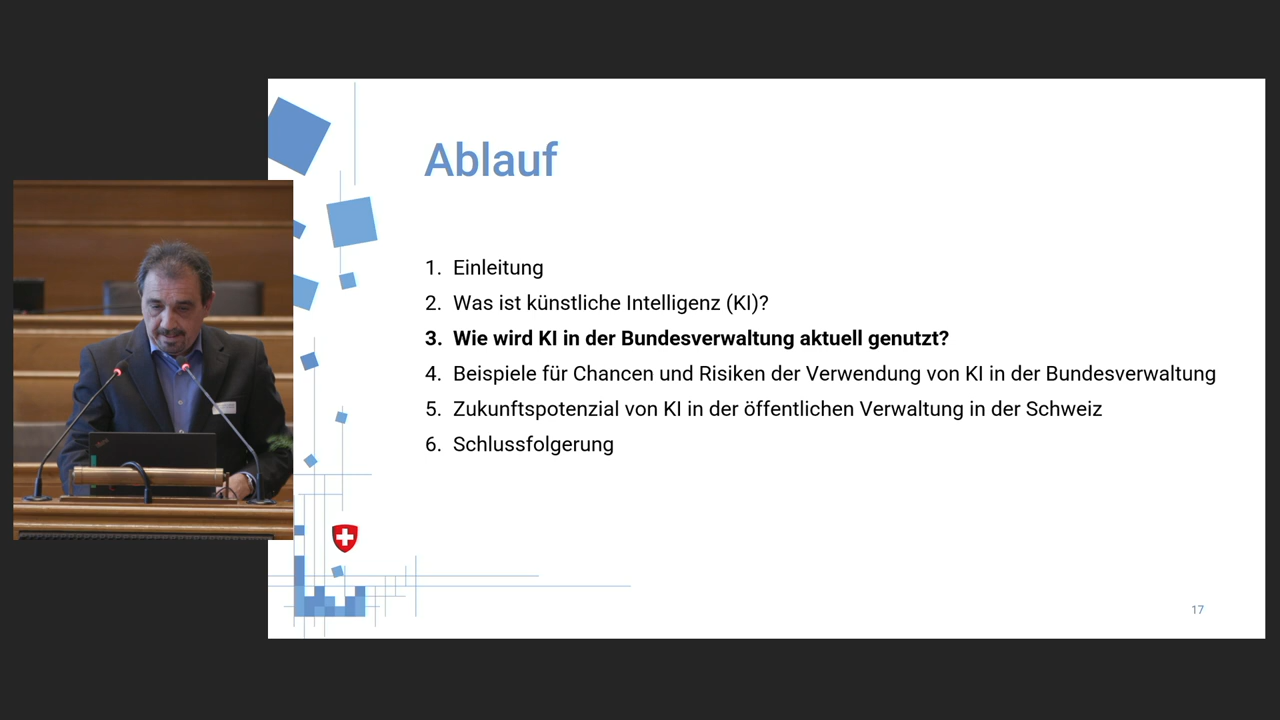 Ablauf
1. Einleitung
2. Was ist künstliche Intelligenz (KI)?
3. Wie wird KI in der Bundesverwaltung aktuell genutzt?
4. Beispiele für Chancen und Risiken der Verwendung von KI in der Bundesverwaltung
5. Zukunftspotenzial von KI in der öffentlichen Verwaltung in der Schweiz
6. Schlussfolgerung
17